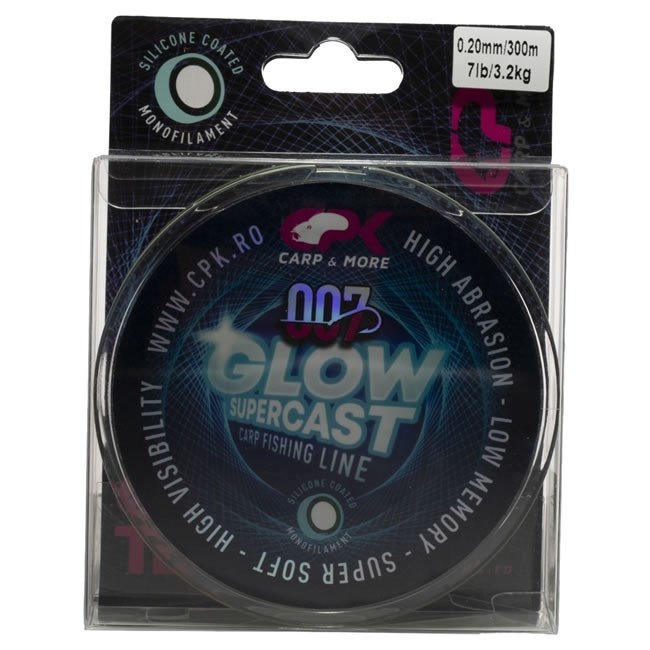 SILICONE COATED
MONOFILAMENT
0.20mm/300m
7lb/3.2kg
CPK
CARP & MORE
007
GLOW
SUPERCAST
CARP FISHING LINE
SILICONE COATED
MONOFILAMENT
WWW.CPK.RO
HIGH ABRASION - LOW MEMORY - SUPER SOFT - HIGH VISIBILITY
CARP & M